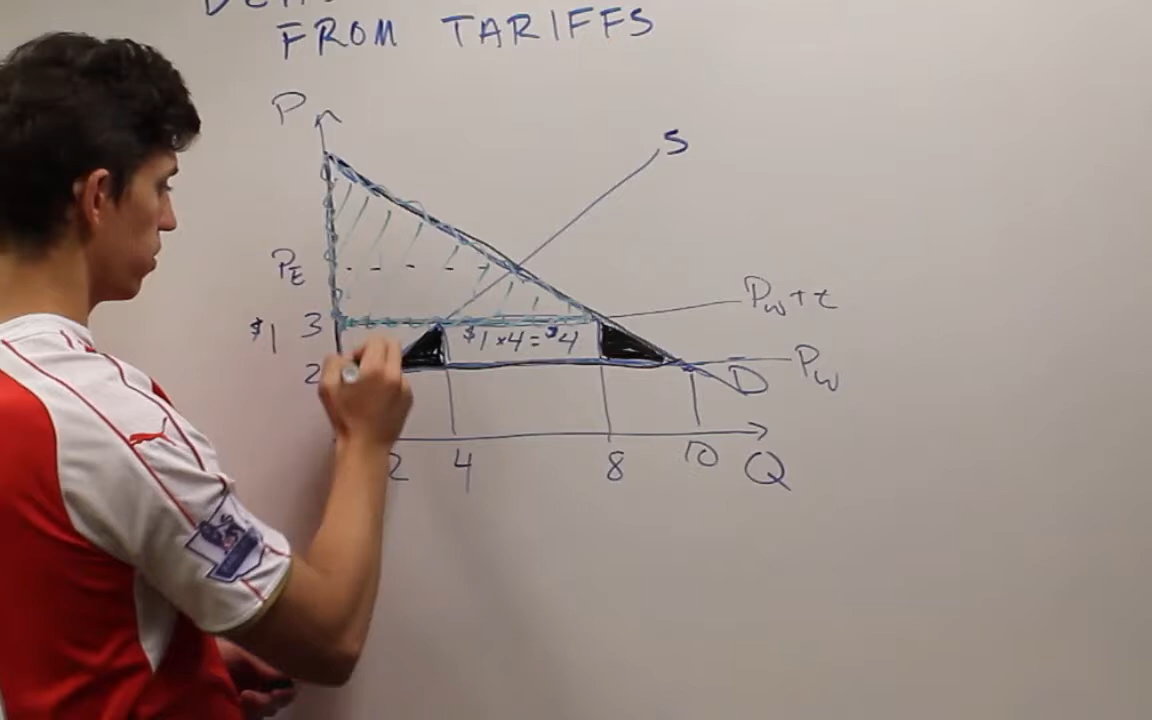 FROM TARIFFS
P
S
PE
Pw+t
$1
3
$1×4=$4
Pw
2
D
2 4 8 10 Q